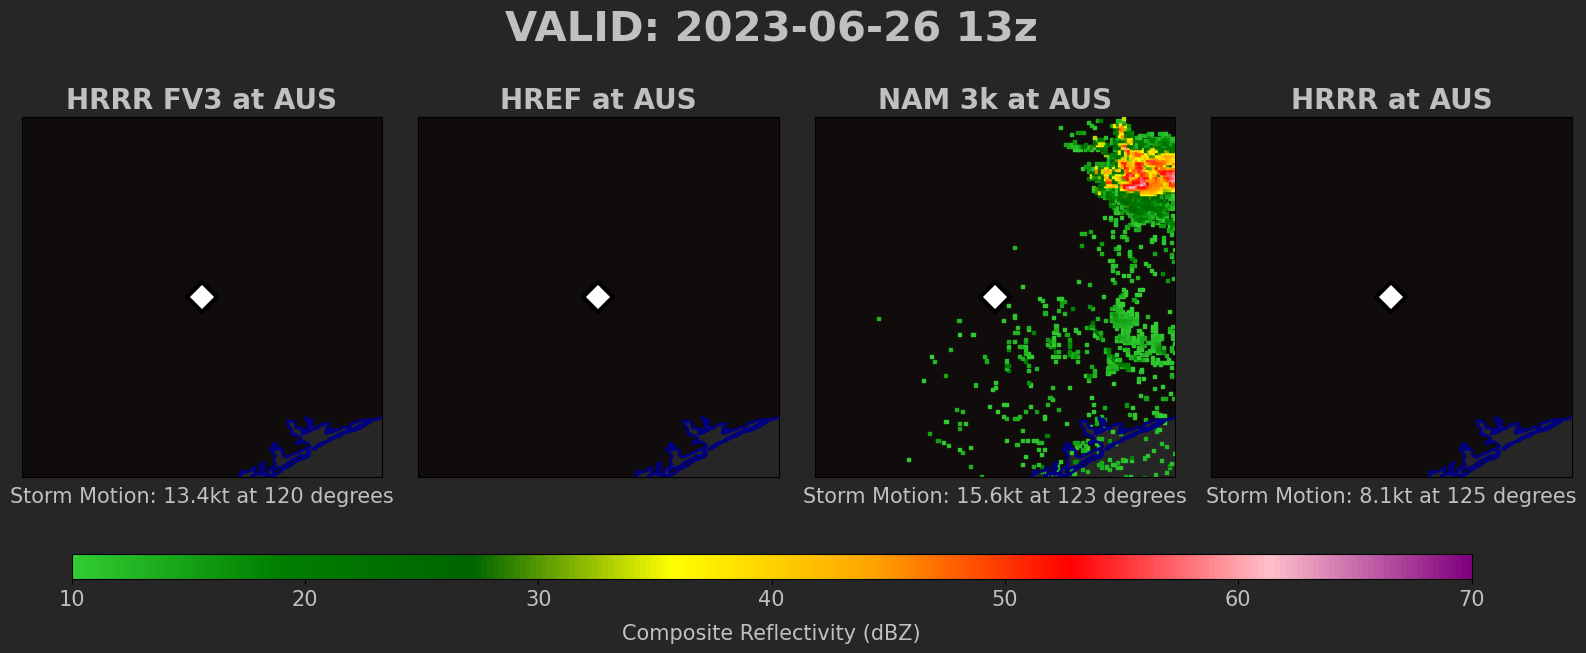 VALID: 2023-06-26 13z
HRRR FV3 at AUS
HREF at AUS
NAM 3k at AUS
HRRR at AUS
Storm Motion: 13.4kt at 120 degrees
Storm Motion: 15.6kt at 123 degrees
Storm Motion: 8.1kt at 125 degrees
10 20 30 40 50 60 70
Composite Reflectivity (dBZ)